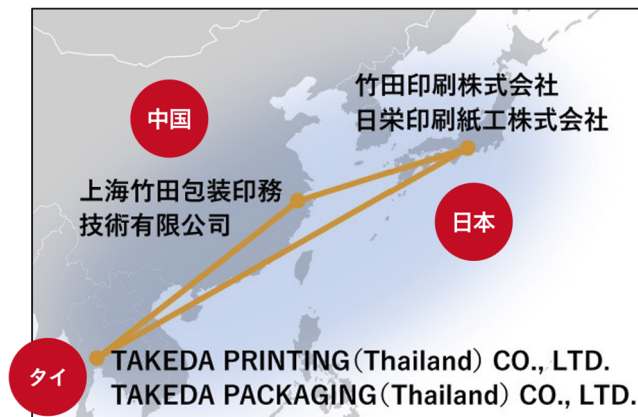 竹田印刷株式会社
日栄印刷紙工株式会社
中国
上海竹田包装印務
技術有限公司
日本
タイ
TAKEDA PRINTING(Thailand) CO., LTD.
TAKEDA PACKAGING(Thailand) CO., LTD.